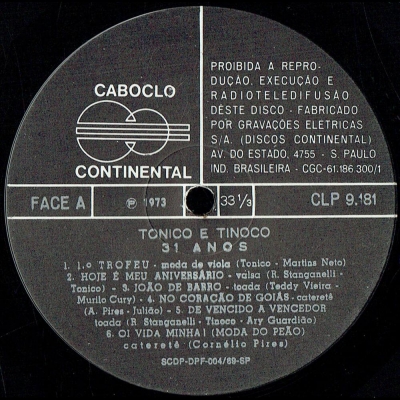 CABOCLO
CONTINENTAL
PROIBIDA A REPRO-
DUÇÃO, EXECUÇÃO E
RADIOTELEDIFUSÃO
DÊSTE DISCO - FABRICADO
POR GRAVAÇÕES ELETRICAS
S/A. (DISCOS CONTINENTAL)
AV. DO ESTADO, 4755 - S. PAULO
IND. BRASILEIRA - CGC-61.186.300/1
FACE A
℗ 1973
33 1/3
CLP 9.181
TONICO E TINOCO
31 ANOS
1. 1.º TROFEU - moda de viola (Tonico - Martins Neto)
2. HOJE É MEU ANIVERSÁRIO - valsa (R. Stanganelli -
Tonico) - 3. JOÃO DE BARRO - toada (Teddy Vieira -
Murilo Cury) - 4. NO CORAÇÃO DE GOIÁS - cateretê
(A. Pires - Julião) - 5. DE VENCIDO A VENCEDOR
toada (R. Stanganelli - Tinoco - Ary Guardião)
6. OI VIDA MINHA! (MODA DO PEÃO)
cateretê (Cornélio Pires)
SCDP-DPF-004/69-SP